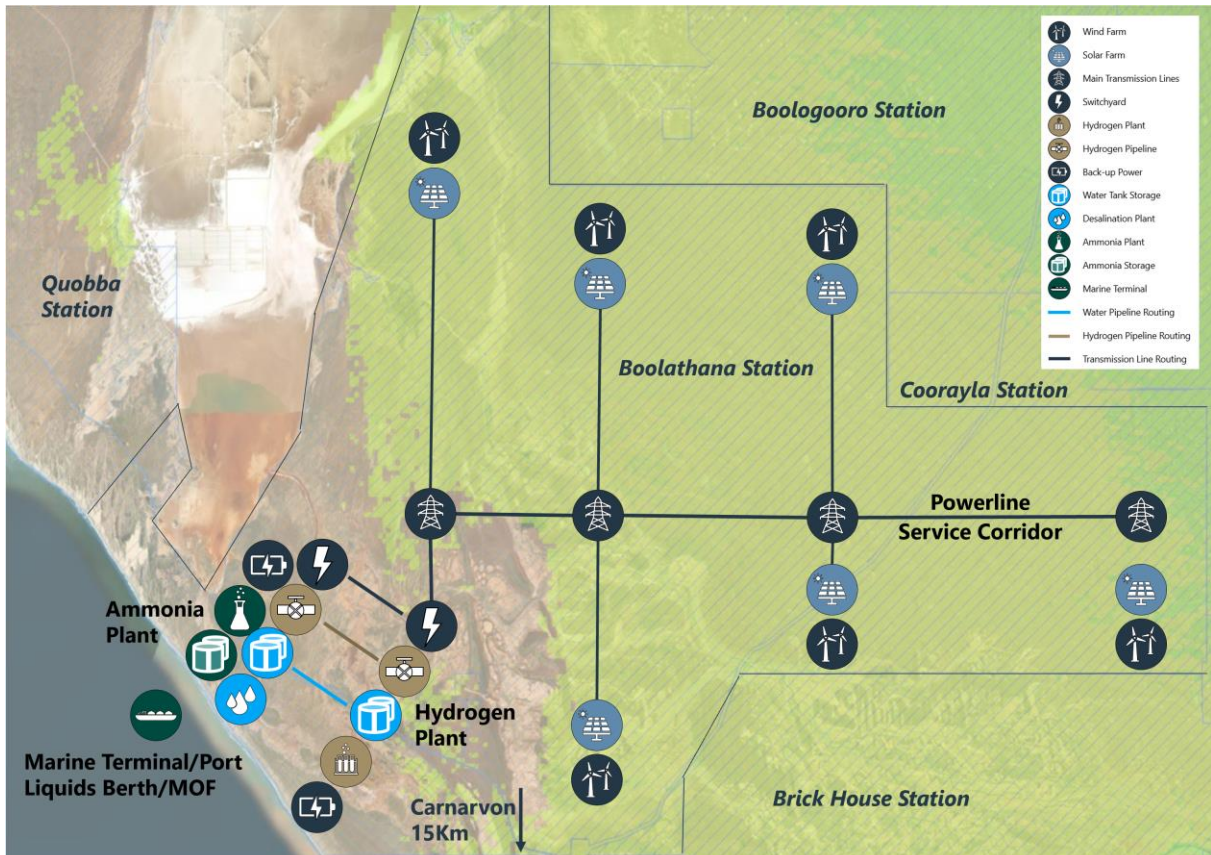 Wind Farm
Solar Farm
Main Transmission Lines
Switchyard
Hydrogen Plant
Hydrogen Pipeline
Back-up Power
Water Tank Storage
Desalination Plant
Ammonia Plant
Ammonia Storage
Marine Terminal
Water Pipeline Routing
Hydrogen Pipeline Routing
Transmission Line Routing
Boologooro Station
Quobba
Station
Boolathana Station
Coorayla Station
Powerline
Service Corridor
Ammonia
Plant
Hydrogen
Plant
Marine Terminal/Port
Liquids Berth/MOF
Carnarvon
15Km
Brick House Station